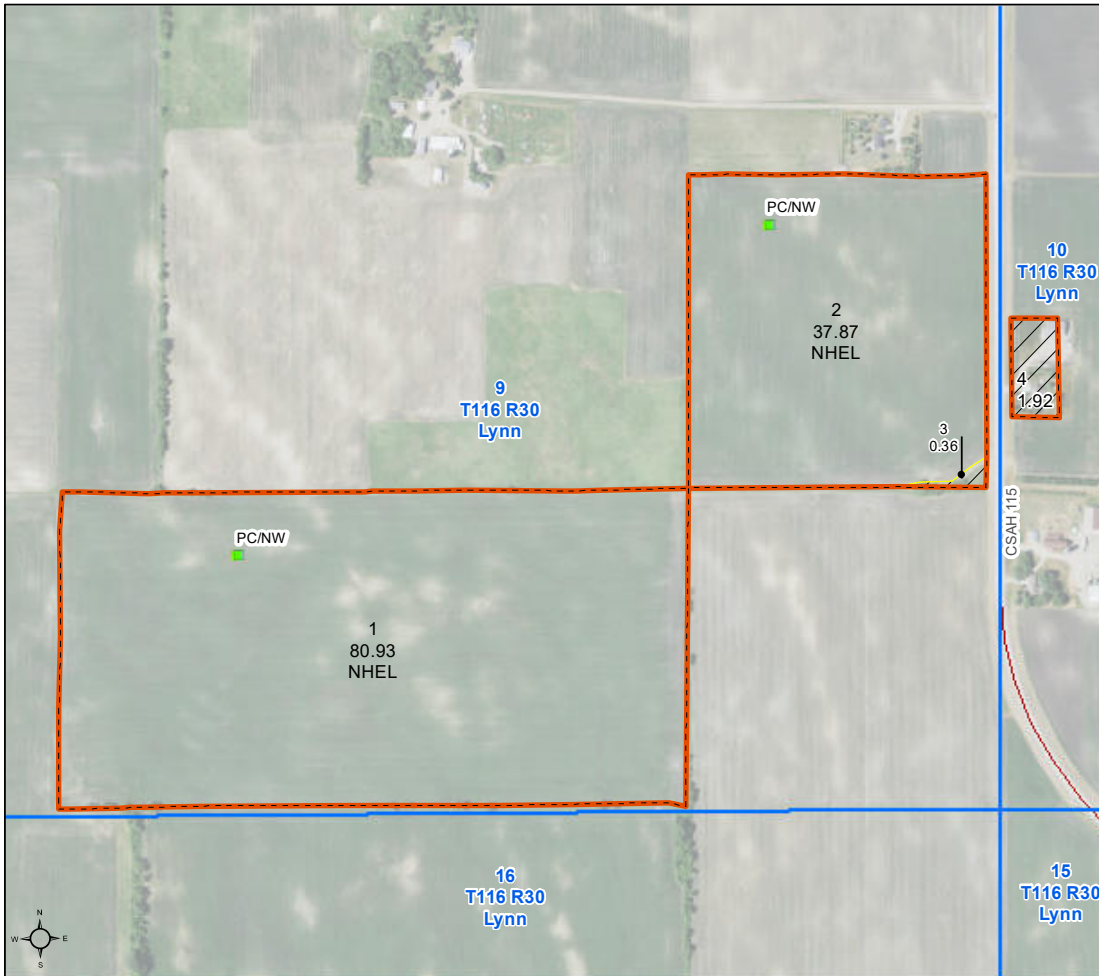 PC/NW
10
T116 R30
Lynn
2
37.87
NHEL
4
1.92
9
T116 R30
Lynn
3
0.36
CSAH 115
PC/NW
1
80.93
NHEL
16
T116 R30
Lynn
15
T116 R30
Lynn
N
W E
S